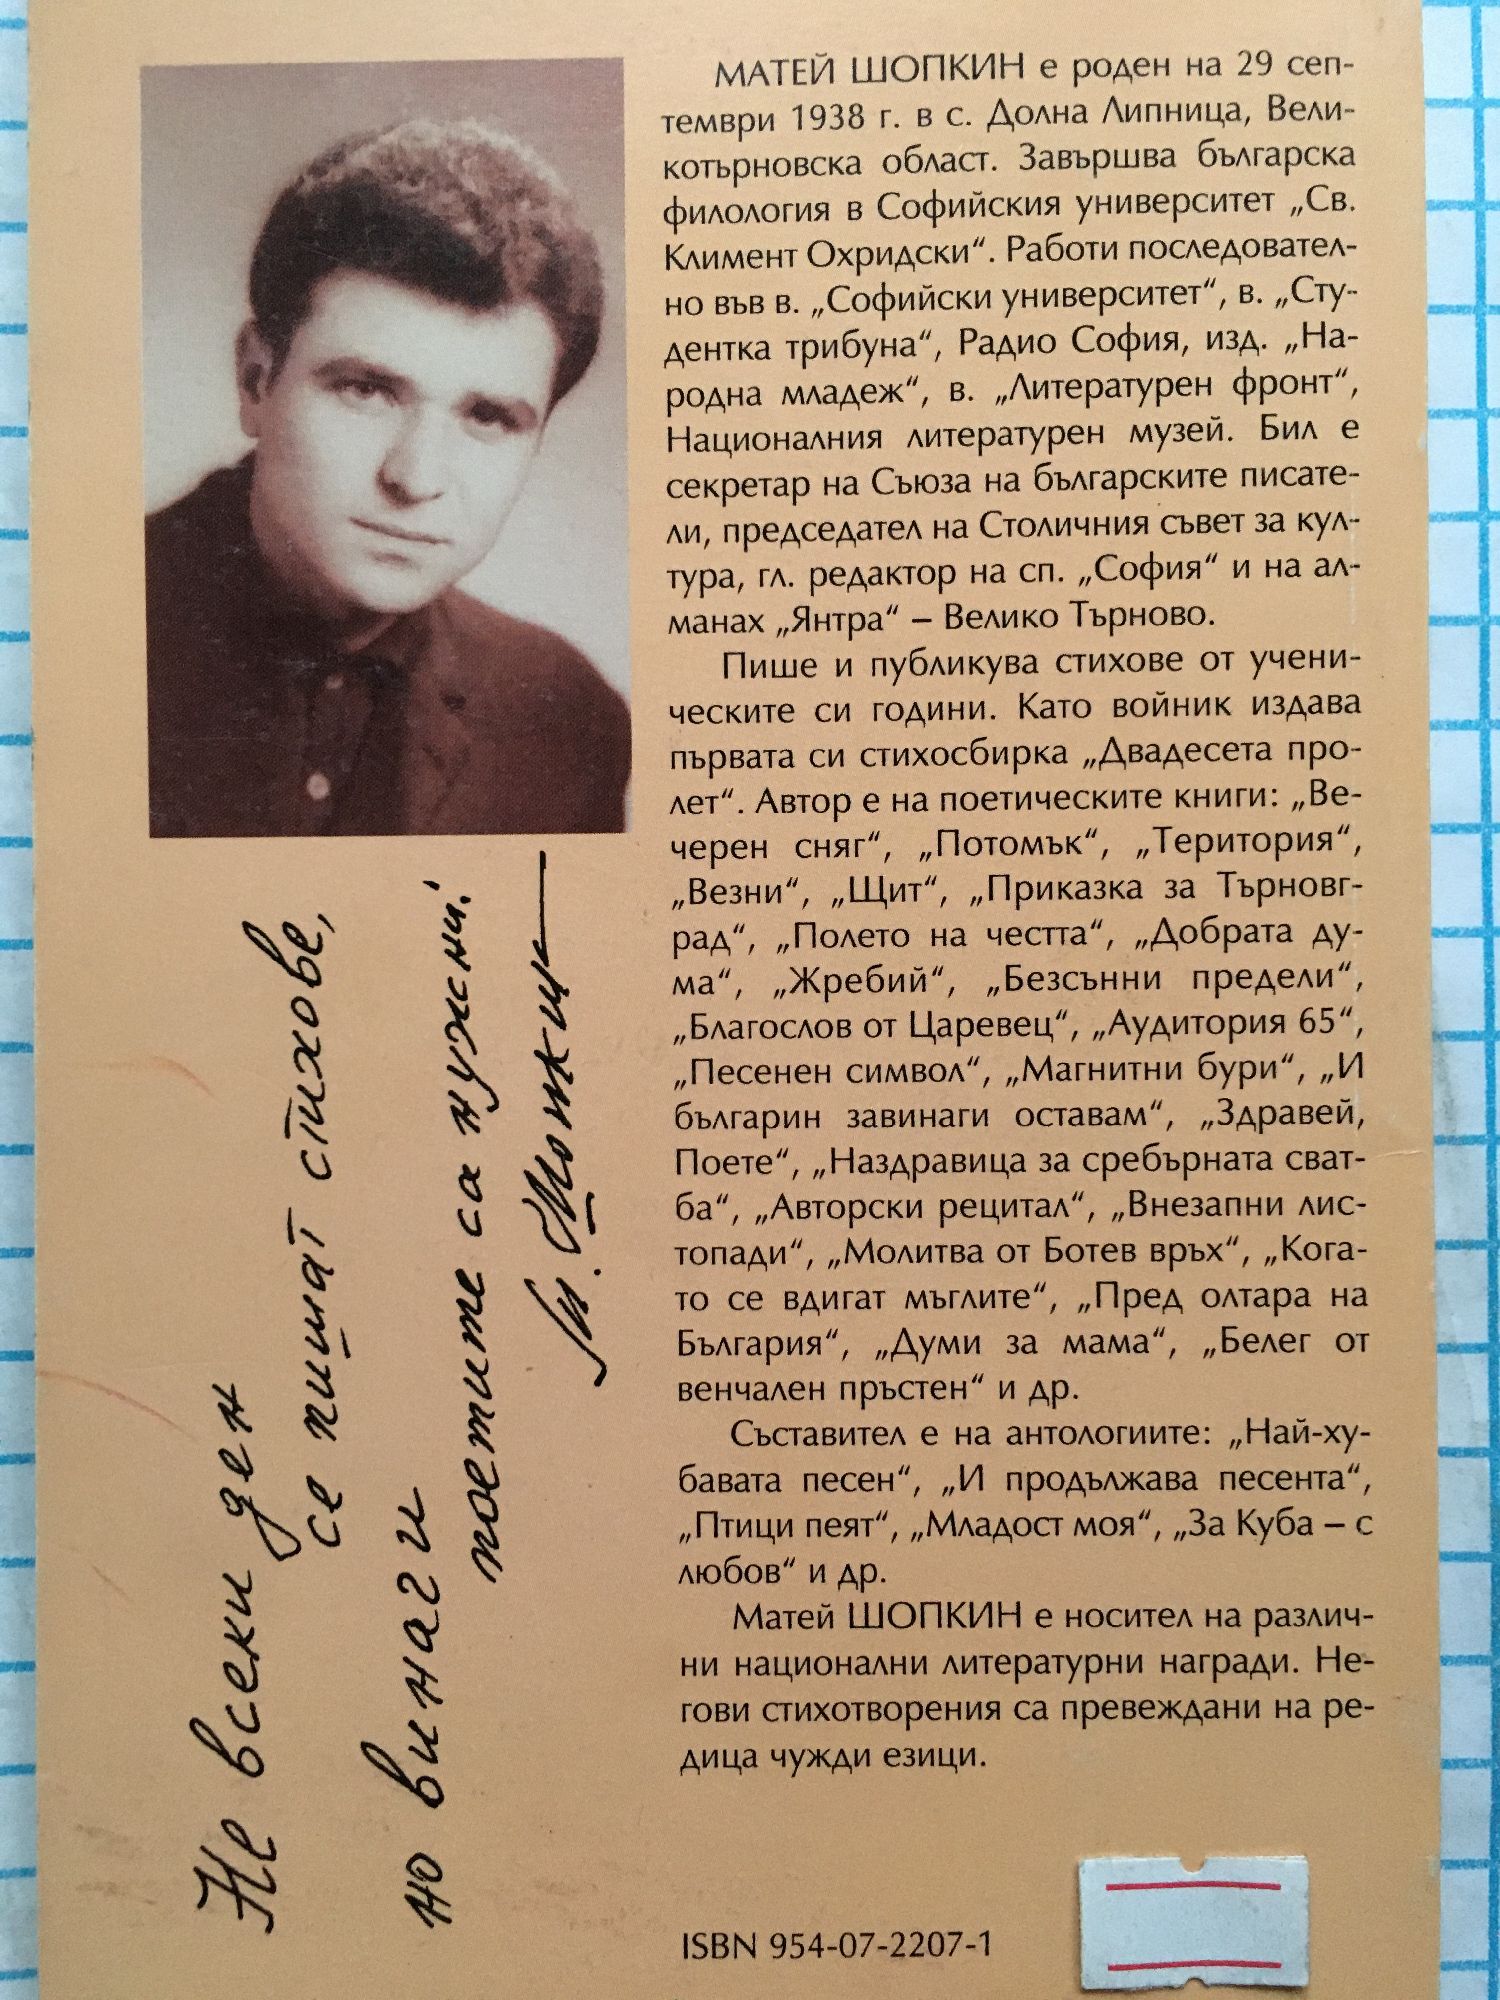 МАТЕЙ ШОПКИН е роден на 29 сеп-
тември 1938 г. в с. Долна Липница, Вели-
котърновска област. Завършва българска
филология в Софийския университет „Св.
Климент Охридски“. Работи последовател-
но във в. „Софийски университет“, в. „Сту-
дентка трибуна“, Радио София, изд. „На-
родна младеж“, в. „Литературен фронт“,
Националния литературен музей. Бил е
секретар на Съюза на българските писате-
ли, председател на Столичния съвет за кул-
тура, гл. редактор на сп. „София“ и на ал-
манах „Янтра“ – Велико Търново.
Пише и публикува стихове от учени-
ческите си години. Като войник издава
първата си стихосбирка „Двадесета про-
лет“. Автор е на поетическите книги: „Ве-
черен сняг“, „Потомък“, „Територия“,
„Везни“, „Щит“, „Приказка за Търновг-
рад“, „Полето на честта“, „Добрата ду-
ма“, „Жребий“, „Безсънни предели“,
„Благослов от Царевец“, „Аудитория 65“,
„Песенен символ“, „Магнитни бури“, „И
българин завинаги оставам“, „Здравей,
Поете“, „Наздравица за сребърната сват-
ба“, „Авторски рецитал“, „Внезапни лис-
топади“, „Молитва от Ботев връх“, „Кога-
то се вдигат мъглите“, „Пред олтара на
България“, „Думи за мама“, „Белег от
венчален пръстен“ и др.
Съставител е на антологиите: „Най-ху-
бавата песен“, „И продължава песента“,
„Птици пеят“, „Младост моя“, „За Куба – с
любов“ и др.
Матей ШОПКИН е носител на различ-
ни национални литературни награди. Не-
гови стихотворения са превеждани на ре-
дица чужди езици.
ISBN 954-07-2207-1
Не всеки ден
се пишат стихове,
но винаги
поетите са нужни.
М. Шопкин